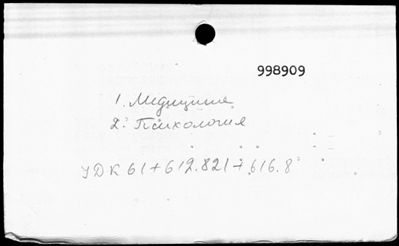 998909
1. Медицина
2. Психология
УДК 61+612.821+616.8